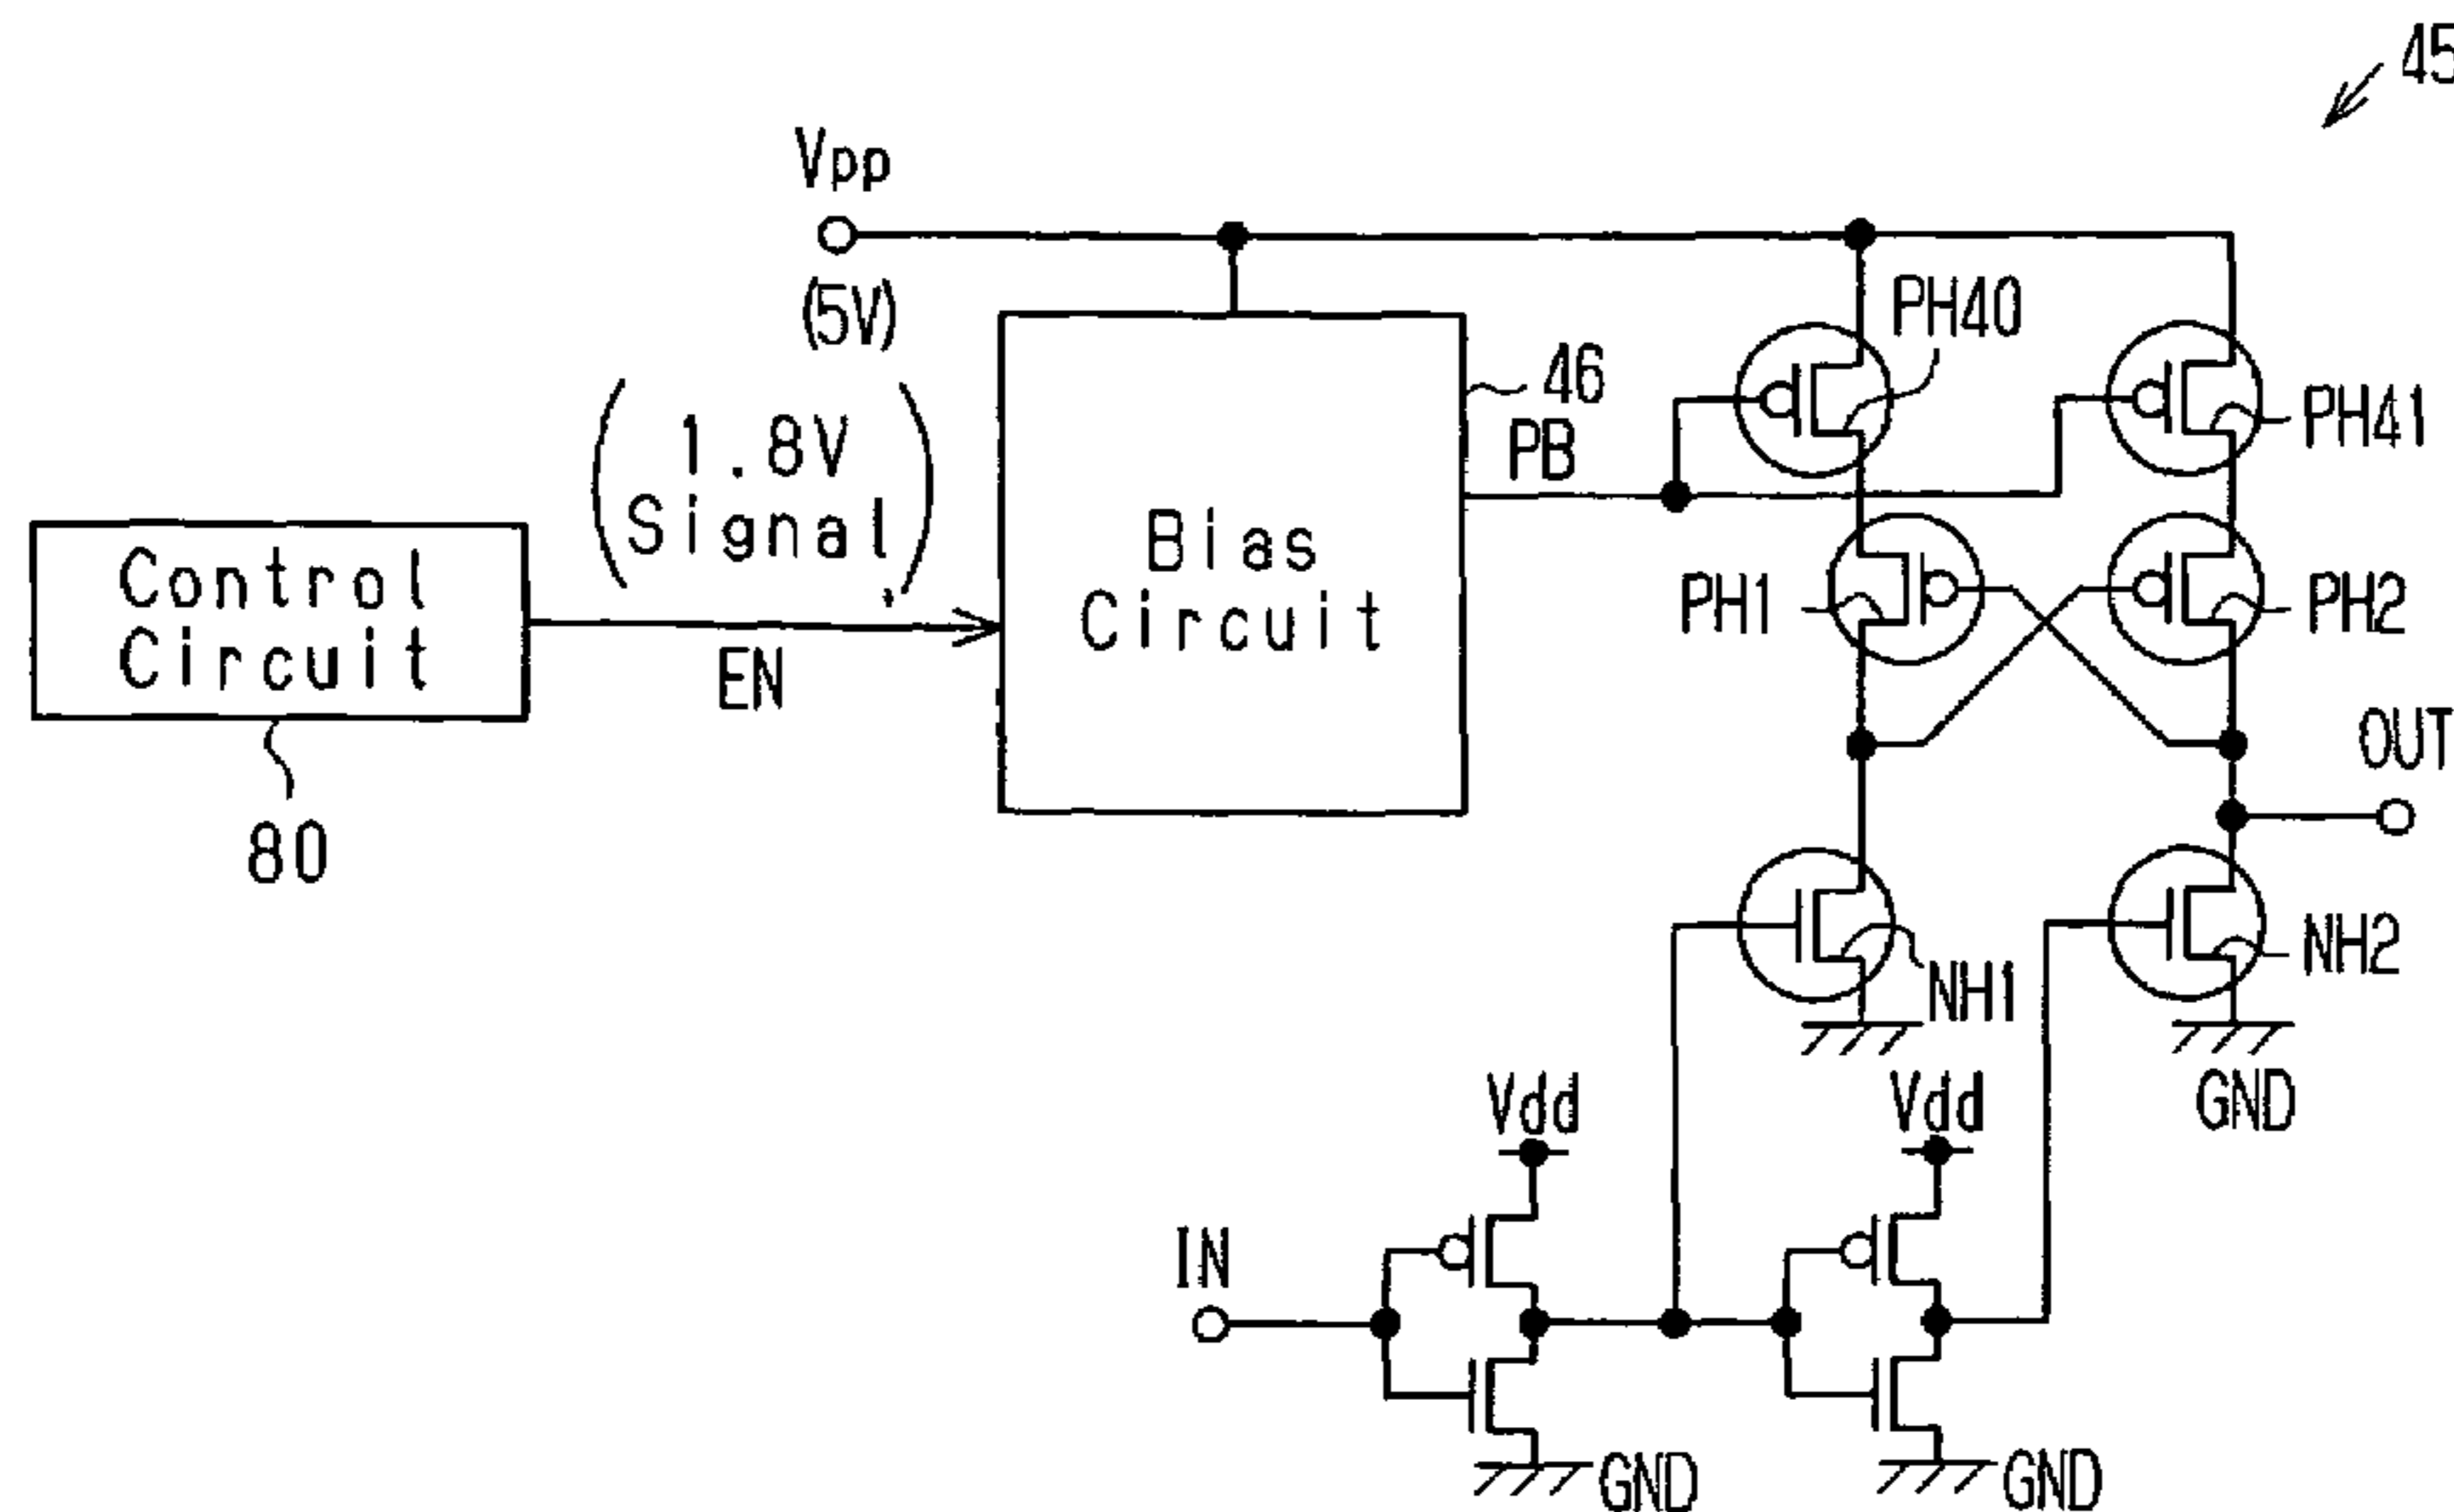 45
Vpp
(5V)
PH40
46
PB
PH41
(1.8V
Signal)
Bias
Circuit
Control
Circuit
EN
PH1
PH2
OUT
80
NH1
NH2
GND
Vdd
Vdd
IN
GND
GND